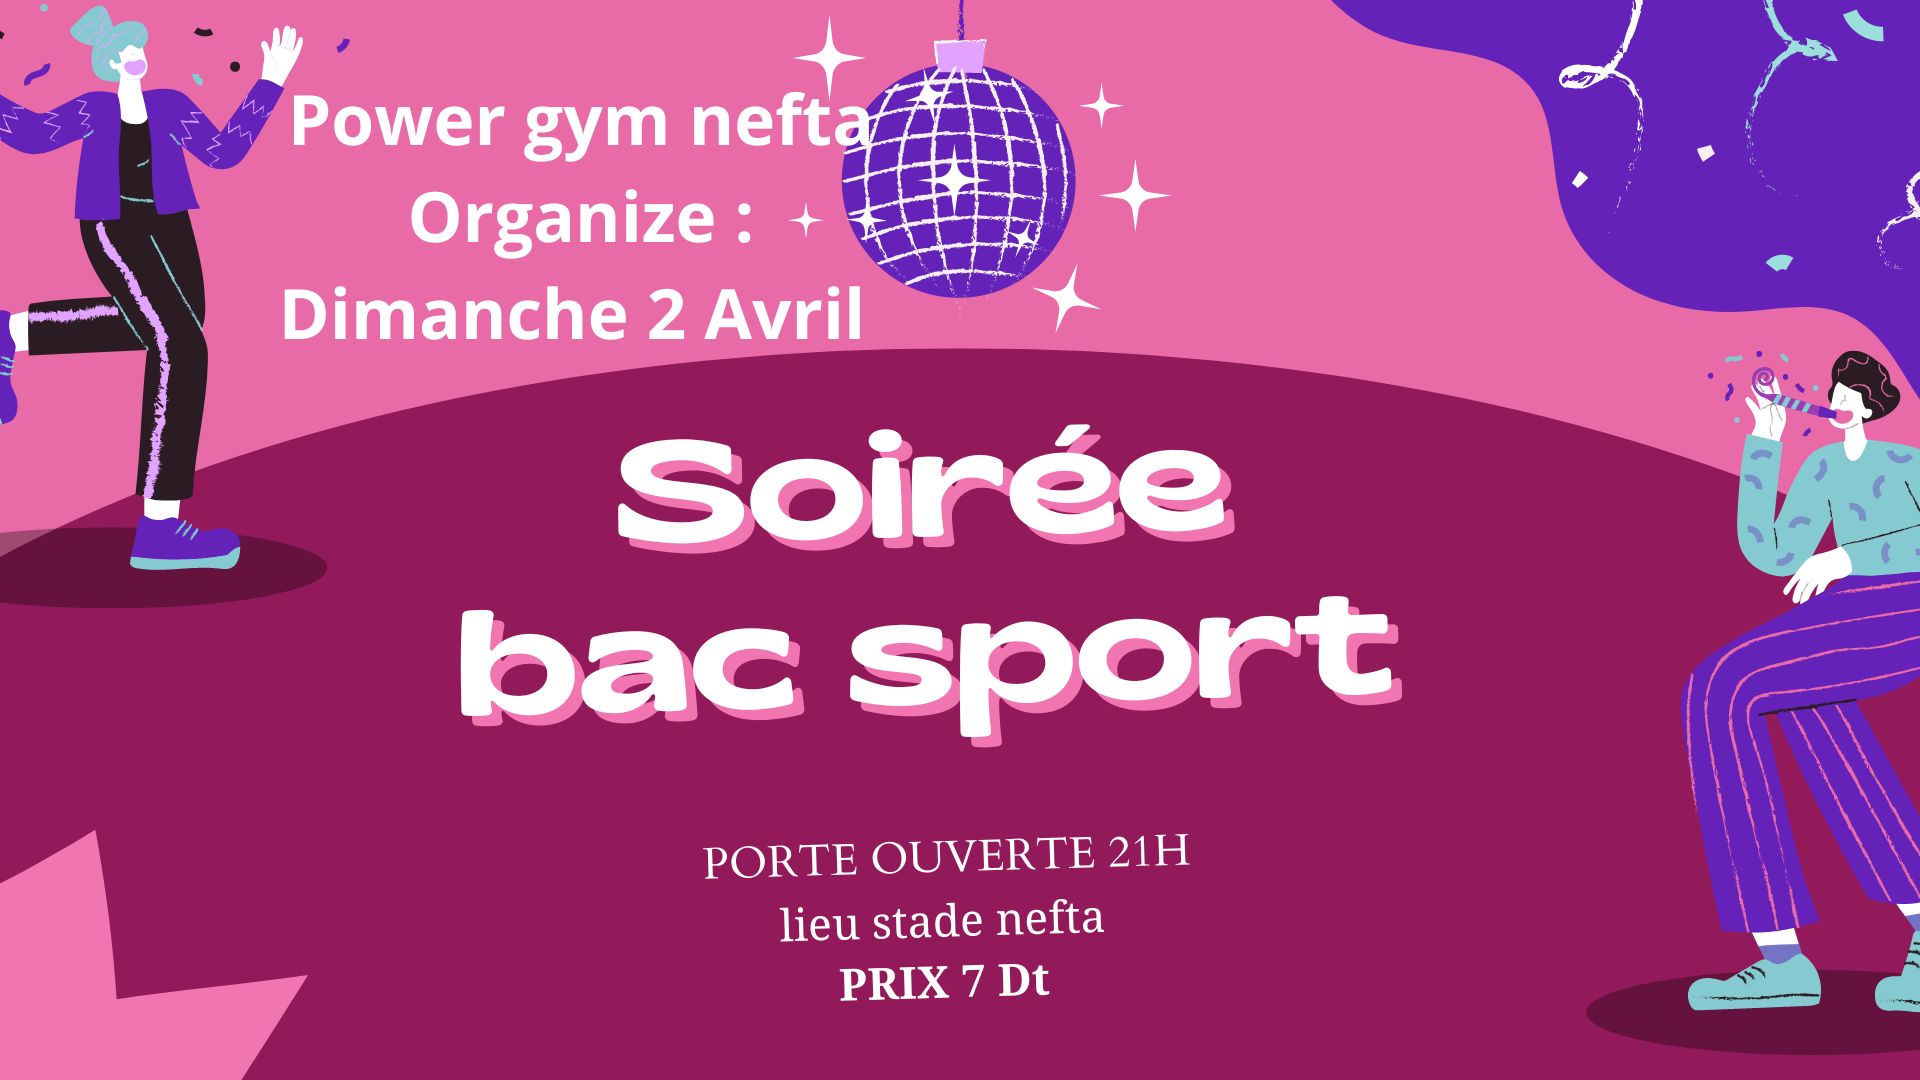 Power gym nefta
Organize :
Dimanche 2 Avril
Soirée
bac sport
PORTE OUVERTE 21H
lieu stade nefta
PRIX 7 Dt